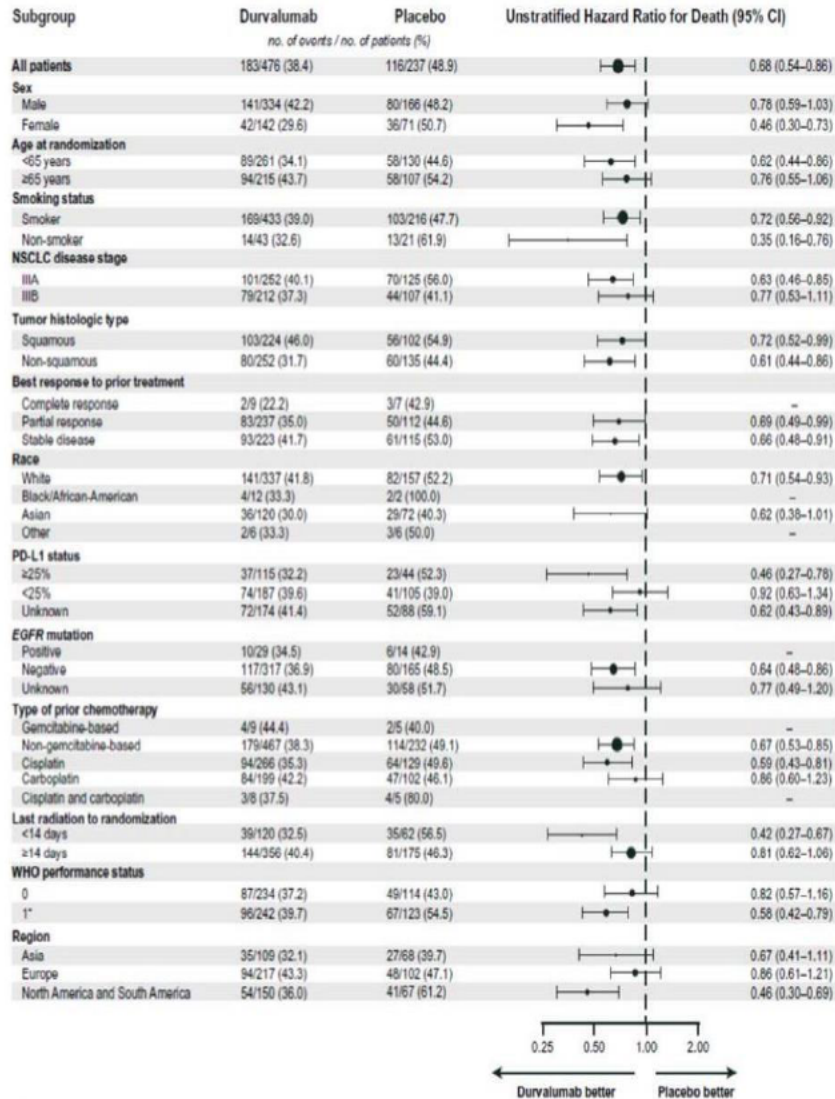 Subgroup Durvalumab Placebo Unstratified Hazard Ratio for Death (95% CI)
no. of events / no. of patients (%)
All patients 183/476 (38.4) 116/237 (48.9) 0.68 (0.54–0.86)
Sex
Male 141/334 (42.2) 80/166 (48.2) 0.78 (0.59–1.03)
Female 42/142 (29.6) 36/71 (50.7) 0.46 (0.30–0.73)
Age at randomization
<65 years 89/261 (34.1) 58/130 (44.6) 0.62 (0.44–0.86)
≥65 years 94/215 (43.7) 58/107 (54.2) 0.76 (0.55–1.06)
Smoking status
Smoker 169/433 (39.0) 103/216 (47.7) 0.72 (0.56–0.92)
Non-smoker 14/43 (32.6) 13/21 (61.9) 0.35 (0.16–0.76)
NSCLC disease stage
IIIA 101/252 (40.1) 70/125 (56.0) 0.63 (0.46–0.85)
IIIB 79/212 (37.3) 44/107 (41.1) 0.77 (0.53–1.11)
Tumor histologic type
Squamous 103/224 (46.0) 56/102 (54.9) 0.72 (0.52–0.99)
Non-squamous 80/252 (31.7) 60/135 (44.4) 0.61 (0.44–0.86)
Best response to prior treatment
Complete response 2/9 (22.2) 3/7 (42.9) –
Partial response 83/237 (35.0) 50/112 (44.6) 0.69 (0.49–0.99)
Stable disease 93/223 (41.7) 61/115 (53.0) 0.66 (0.48–0.91)
Race
White 141/337 (41.8) 82/157 (52.2) 0.71 (0.54–0.93)
Black/African-American 4/12 (33.3) 2/2 (100.0) –
Asian 36/120 (30.0) 29/72 (40.3) 0.62 (0.38–1.01)
Other 2/6 (33.3) 3/6 (50.0) –
PD-L1 status
≥25% 37/115 (32.2) 23/44 (52.3) 0.46 (0.27–0.78)
<25% 74/187 (39.6) 41/105 (39.0) 0.92 (0.63–1.34)
Unknown 72/174 (41.4) 52/88 (59.1) 0.62 (0.43–0.89)
EGFR mutation
Positive 10/29 (34.5) 6/14 (42.9) –
Negative 117/317 (36.9) 80/165 (48.5) 0.64 (0.48–0.86)
Unknown 56/130 (43.1) 30/58 (51.7) 0.77 (0.49–1.20)
Type of prior chemotherapy
Gemcitabine-based 4/9 (44.4) 2/5 (40.0) –
Non-gemcitabine-based 179/467 (38.3) 114/232 (49.1) 0.67 (0.53–0.85)
Cisplatin 94/266 (35.3) 64/129 (49.6) 0.59 (0.43–0.81)
Carboplatin 84/199 (42.2) 47/102 (46.1) 0.86 (0.60–1.23)
Cisplatin and carboplatin 3/8 (37.5) 4/5 (80.0) –
Last radiation to randomization
<14 days 39/120 (32.5) 35/62 (56.5) 0.42 (0.27–0.67)
≥14 days 144/356 (40.4) 81/175 (46.3) 0.81 (0.62–1.06)
WHO performance status
0 87/234 (37.2) 49/114 (43.0) 0.82 (0.57–1.16)
1* 96/242 (39.7) 67/123 (54.5) 0.58 (0.42–0.79)
Region
Asia 35/109 (32.1) 27/68 (39.7) 0.67 (0.41–1.11)
Europe 94/217 (43.3) 48/102 (47.1) 0.86 (0.61–1.21)
North America and South America 54/150 (36.0) 41/67 (61.2) 0.46 (0.30–0.69)
0.25 0.50 1.00 2.00
Durvalumab better Placebo better